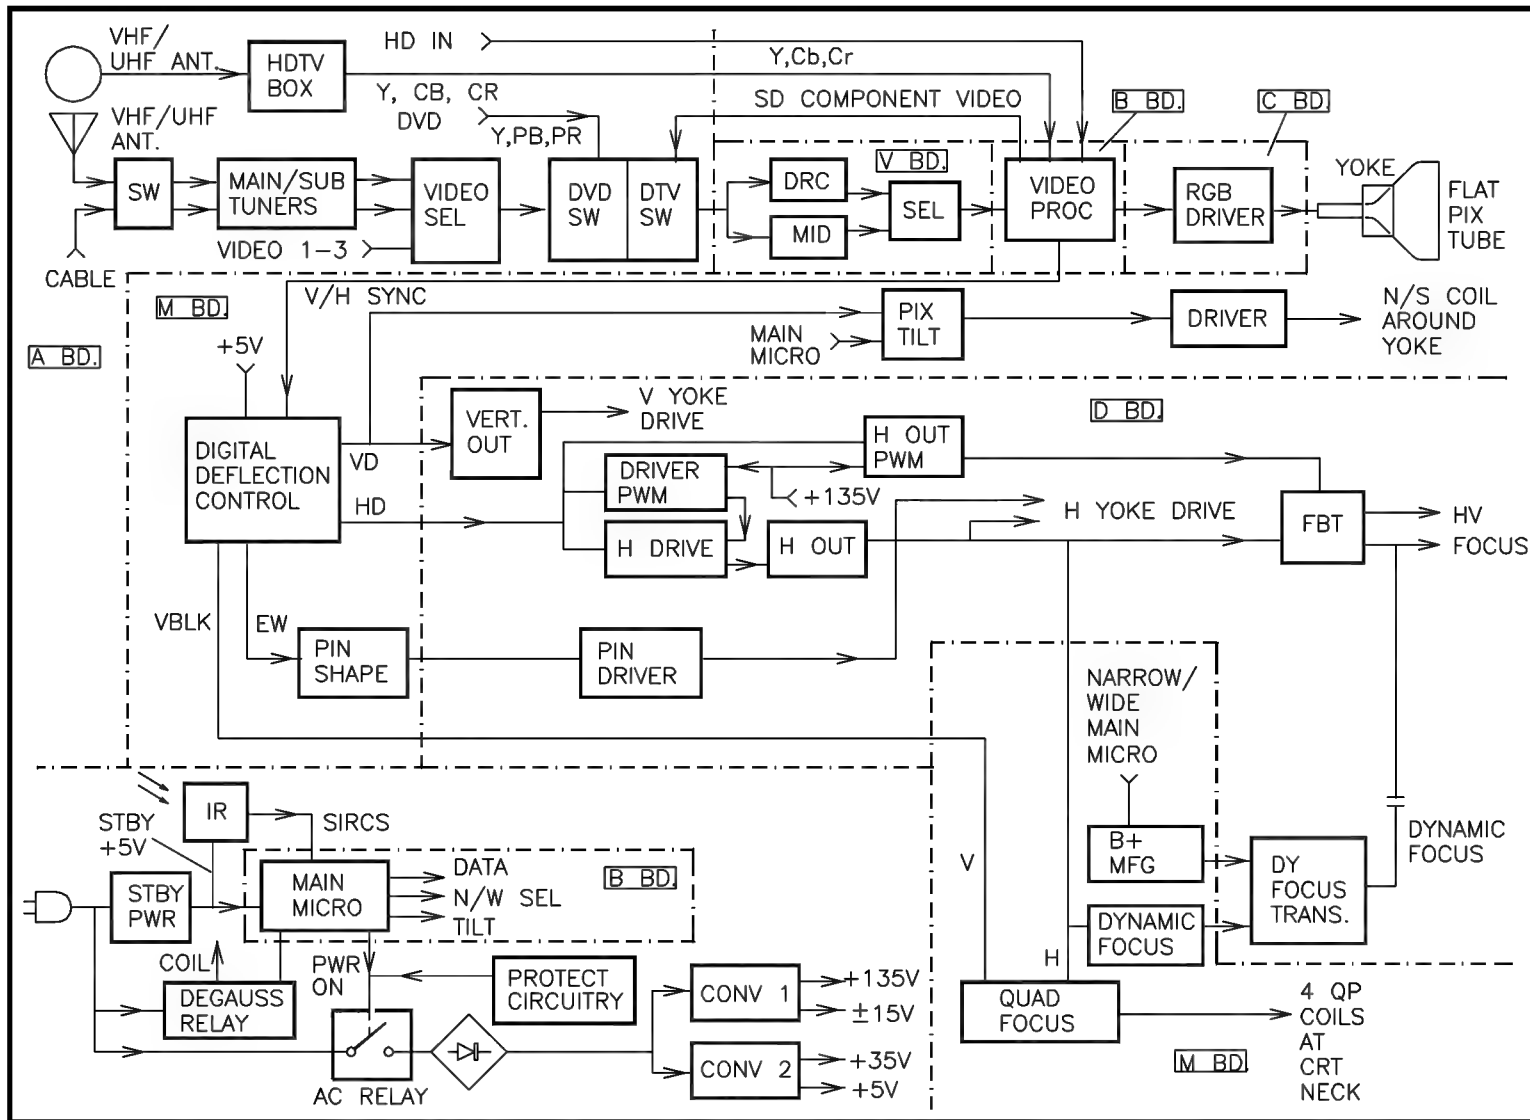 VHF/
UHF ANT.
HDTV
BOX
HD IN
Y,Cb,Cr
Y, CB, CR
DVD
Y,PB,PR
SD COMPONENT VIDEO
B BD.
C BD.
VHF/UHF
ANT.
SW
MAIN/SUB
TUNERS
VIDEO
SEL
DVD
SW
DTV
SW
V BD.
DRC
MID
SEL
VIDEO
PROC
RGB
DRIVER
YOKE
FLAT
PIX
TUBE
VIDEO 1-3
CABLE
M BD.
V/H SYNC
A BD.
+5V
MAIN
MICRO
PIX
TILT
DRIVER
N/S COIL
AROUND
YOKE
V YOKE
DRIVE
D BD.
VERT.
OUT
DIGITAL
DEFLECTION
CONTROL
VD
HD
DRIVER
PWM
H OUT
PWM
+135V
H DRIVE
H OUT
H YOKE DRIVE
FBT
HV
FOCUS
VBLK
EW
PIN
SHAPE
PIN
DRIVER
NARROW/
WIDE
MAIN
MICRO
B+
MFG
DY
FOCUS
TRANS.
DYNAMIC
FOCUS
DYNAMIC
FOCUS
V
H
QUAD
FOCUS
4 QP
COILS
AT
CRT
NECK
M BD.
IR
SIRCS
STBY
+5V
STBY
PWR
MAIN
MICRO
DATA
N/W SEL
TILT
B BD.
COIL
DEGAUSS
RELAY
PWR
ON
PROTECT
CIRCUITRY
AC RELAY
CONV 1
+135V
±15V
CONV 2
+35V
+5V